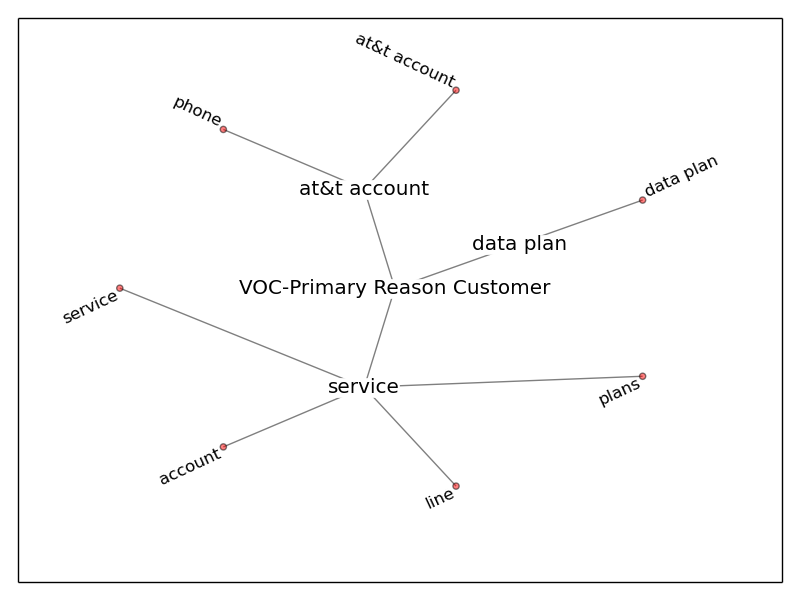 at&t account
phone
data plan
at&t account
data plan
VOC-Primary Reason Customer
service
service
plans
account
line